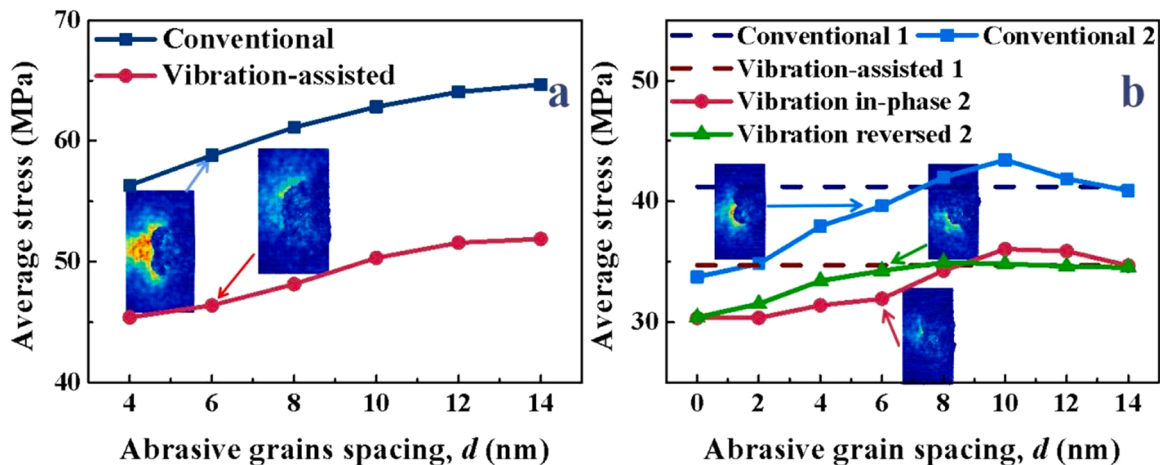 Average stress (MPa)
70
60
50
40
Conventional
Vibration-assisted
a
4 6 8 10 12 14
Abrasive grains spacing, d (nm)
Average stress (MPa)
50
40
30
Conventional 1 Conventional 2
Vibration-assisted 1
Vibration in-phase 2
Vibration reversed 2
b
0 2 4 6 8 10 12 14
Abrasive grain spacing, d (nm)